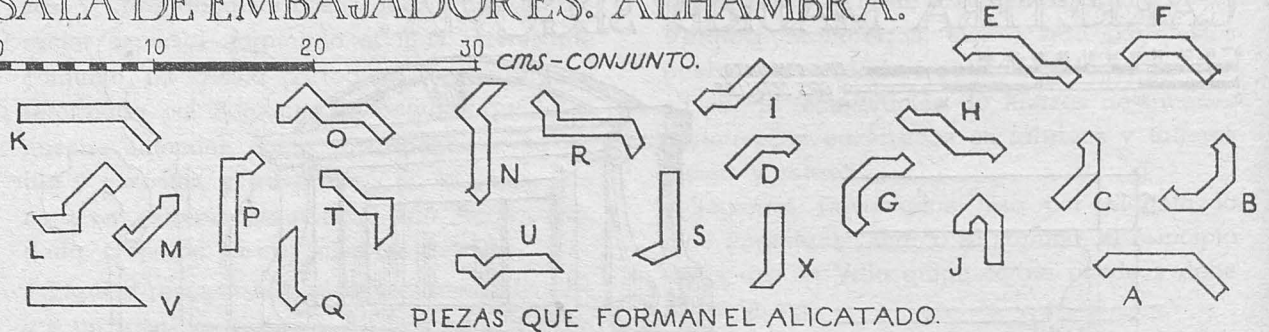 SALA DE EMBAJADORES. ALHAMBRA.
0 10 20 30 cms-CONJUNTO.
E F
I H
K O N R D G C B
L M P T U S X J A
V Q
PIEZAS QUE FORMAN EL ALICATADO.